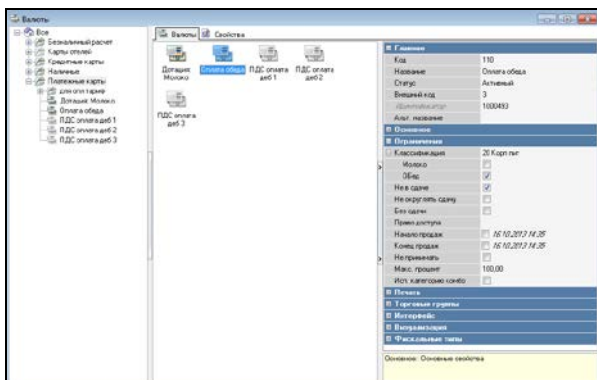 Валюты
Все
Безналичный расчет
Карты отелей
Кредитные карты
Наличные
Платежные карты
Дотация Молоко
Оплата обеда
ПДС оплата деб 1
ПДС оплата деб 2
ПДС оплата деб 3
Валюты
Свойства
Дотация Молоко
Оплата обеда
ПДС оплата деб 1
ПДС оплата деб 2
ПДС оплата деб 3
Главное
Код 110
Название Оплата обеда
Статус Активный
Внешний код 3
Идентификатор 1000493
Альт. название
Основное
Ограничения
Классификация 20 Корп пит
Молоко
Обед
Не в сдаче
Не округлять сдачу
Без сдачи
Право доступа
Начало продаж 16.10.2013 14:35
Конец продаж 16.10.2013 14:35
Не принимать
Макс. процент 100,00
Исп. категорию комбо
Печать
Торговые группы
Интерфейс
Визуализация
Фискальные типы
Основное: Основные свойства